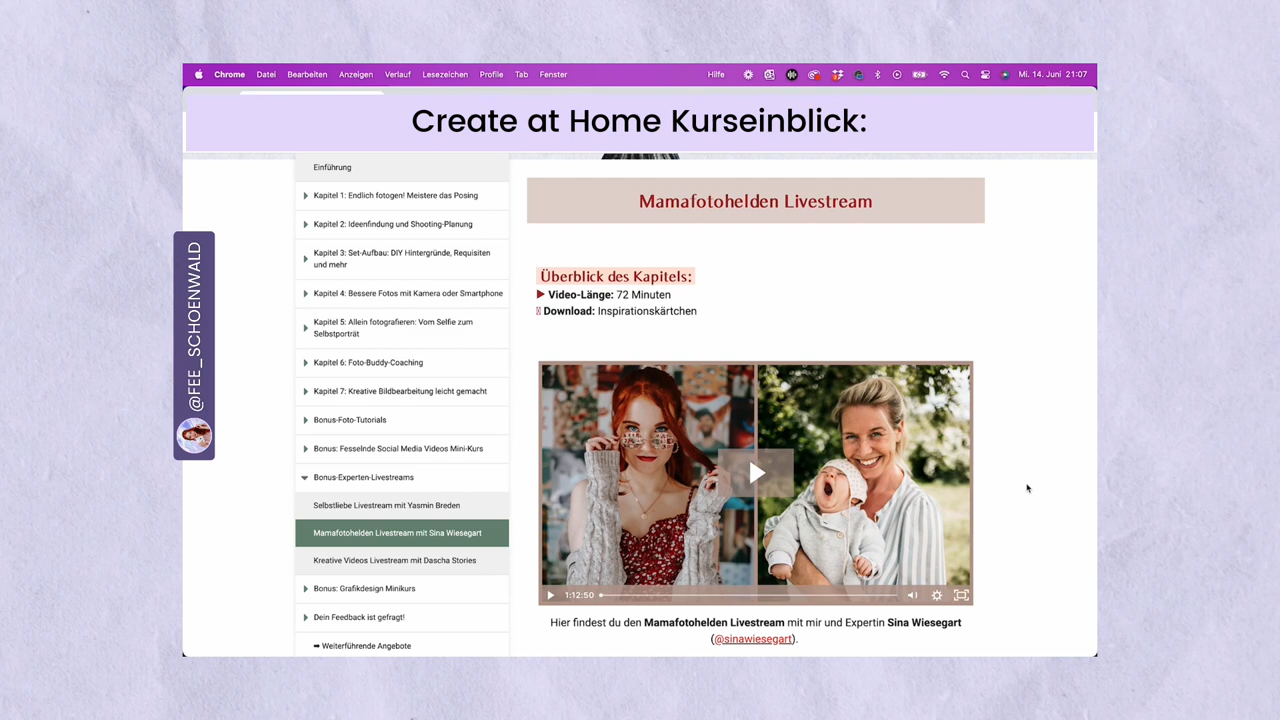 Chrome Datei Bearbeiten Anzeigen Verlauf Lesezeichen Profile Tab Fenster Hilfe Mi. 14. Juni 21:07
Create at Home Kurseinblick:
@FEE_SCHOENWALD
Einführung
Kapitel 1: Endlich fotogen! Meistere das Posing
Kapitel 2: Ideenfindung und Shooting-Planung
Kapitel 3: Set-Aufbau: DIY Hintergründe, Requisiten
und mehr
Kapitel 4: Bessere Fotos mit Kamera oder Smartphone
Kapitel 5: Allein fotografieren: Vom Selfie zum
Selbstporträt
Kapitel 6: Foto-Buddy-Coaching
Kapitel 7: Kreative Bildbearbeitung leicht gemacht
Bonus-Foto-Tutorials
Bonus: Fesselnde Social Media Videos Mini-Kurs
Bonus-Experten-Livestreams
Selbstliebe Livestream mit Yasmin Breden
Mamafotohelden Livestream mit Sina Wiesegart
Kreative Videos Livestream mit Dascha Stories
Bonus: Grafikdesign Minikurs
Dein Feedback ist gefragt!
➡ Weiterführende Angebote
Mamafotohelden Livestream
Überblick des Kapitels:
Video-Länge: 72 Minuten
Download: Inspirationskärtchen
1:12:50
Hier findest du den Mamafotohelden Livestream mit mir und Expertin Sina Wiesegart
(@sinawiesegart).